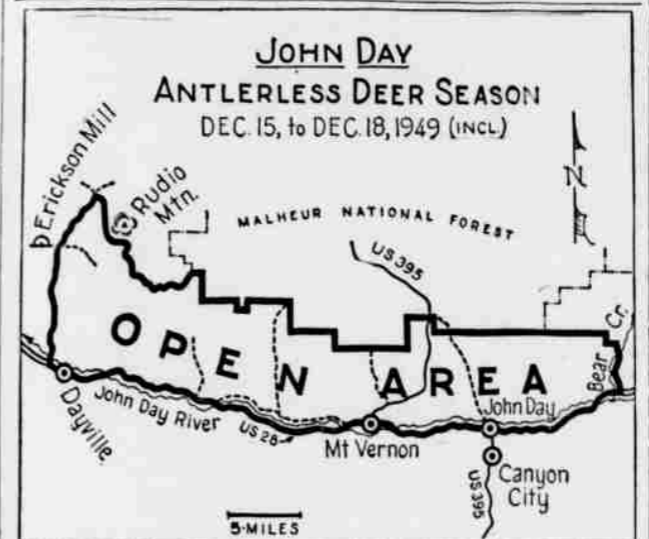 JOHN DAY
ANTLERLESS DEER SEASON
DEC. 15, to DEC. 18, 1949 (INCL.)
Erickson Mill
Rudio
Mtn.
N
MALHEUR NATIONAL FOREST
US 395
OPEN AREA
Bear Cr.
Dayville
John Day River
US 28
Mt Vernon
John Day
Canyon
City
US 395
5 MILES